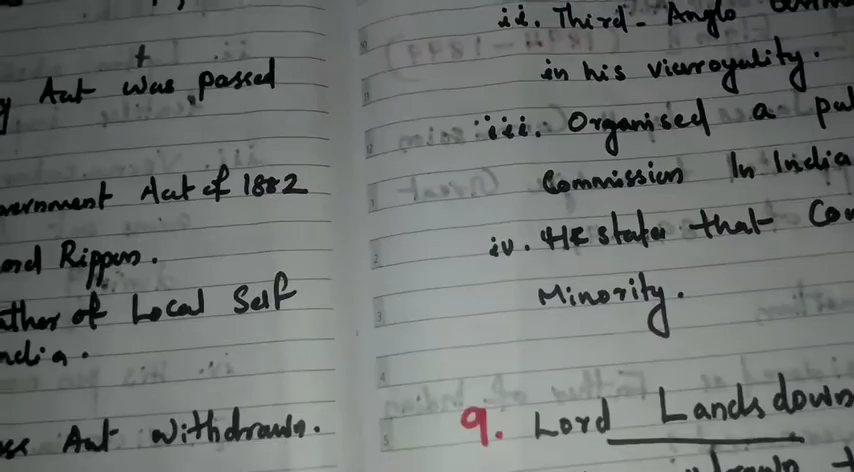 Act was passed
Government Act of 1882
Lord Rippon.
Father of Local Self
India.
Act withdrawn.
ii. Third - Anglo
in his vicerroyality.
iii. Organised a
Commission In India
iv. He states that
Minority.
9. Lord Landsdown